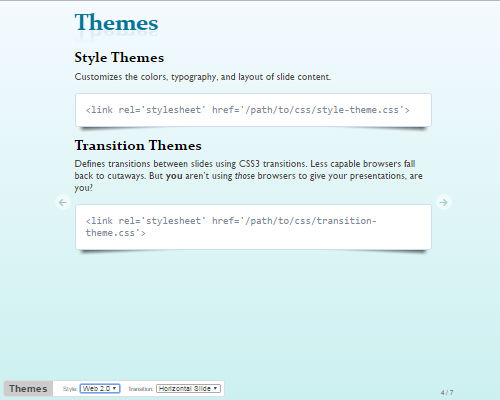 Themes
Style Themes
Customizes the colors, typography, and layout of slide content.
<link rel='stylesheet' href='/path/to/css/style-theme.css'>
Transition Themes
Defines transitions between slides using CSS3 transitions. Less capable browsers fall
back to cutaways. But you aren't using those browsers to give your presentations, are
you?
<link rel='stylesheet' href='/path/to/css/transition-
theme.css'>
Themes Style: Web 2.0 Transition: Horizontal Slide 4 / 7